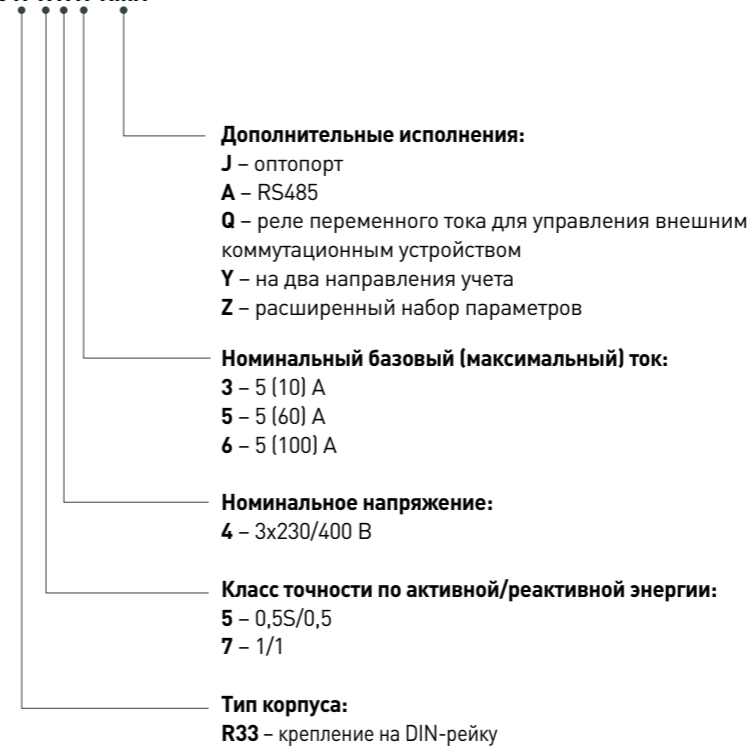 Дополнительные исполнения:
J – оптопорт
A – RS485
Q – реле переменного тока для управления внешним
коммутационным устройством
Y – на два направления учета
Z – расширенный набор параметров
Номинальный базовый (максимальный) ток:
3 – 5 (10) А
5 – 5 (60) А
6 – 5 (100) А
Номинальное напряжение:
4 – 3x230/400 В
Класс точности по активной/реактивной энергии:
5 – 0,5S/0,5
7 – 1/1
Тип корпуса:
R33 – крепление на DIN-рейку